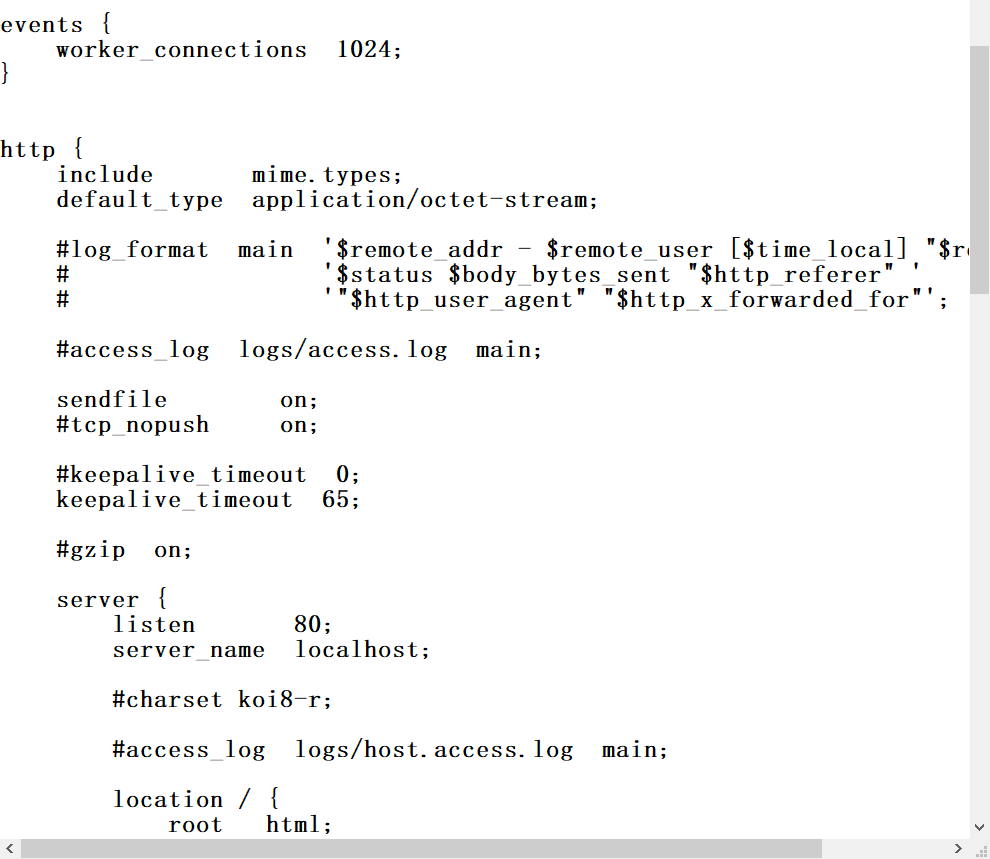 events {
    worker_connections  1024;
}
http {
    include       mime.types;
    default_type  application/octet-stream;
    #log_format  main  '$remote_addr - $remote_user [$time_local] "$r
    #                  '$status $body_bytes_sent "$http_referer" '
    #                  '"$http_user_agent" "$http_x_forwarded_for"';
    #access_log  logs/access.log  main;
    sendfile        on;
    #tcp_nopush     on;
    #keepalive_timeout  0;
    keepalive_timeout  65;
    #gzip  on;
    server {
        listen       80;
        server_name  localhost;
        #charset koi8-r;
        #access_log  logs/host.access.log  main;
        location / {
            root   html;